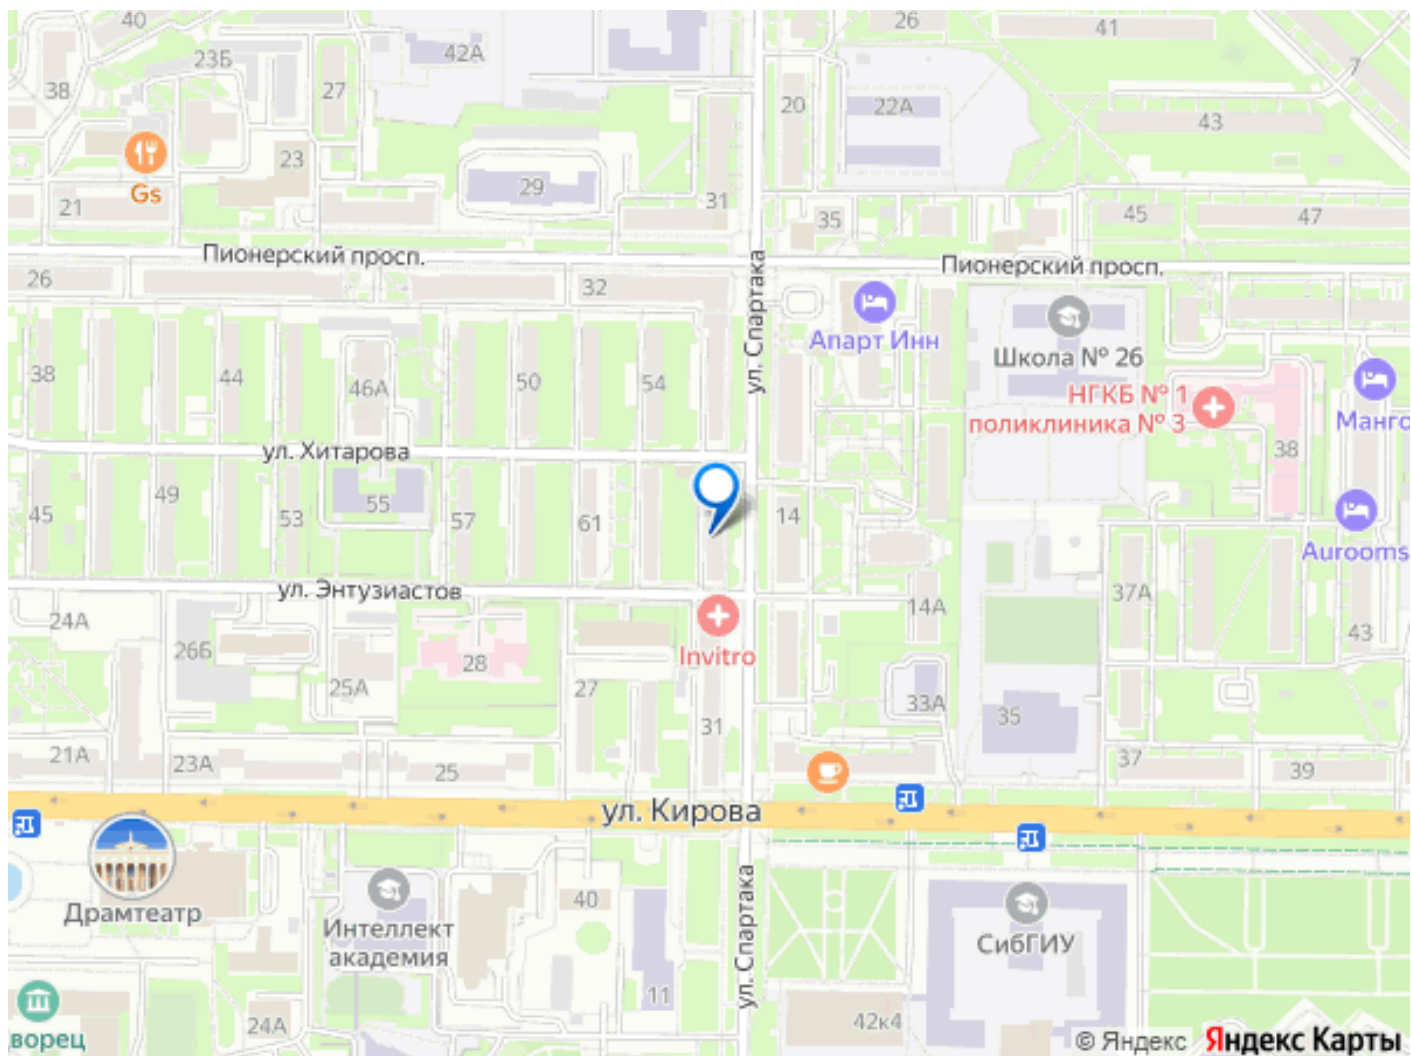 40
42А
26
41
23Б
38
27
7
20
22А
43
23
29
Gs
21
31
35
45
47
Пионерский просп.
Пионерский просп.
26
32
ул. Спартака
Апарт Инн
Школа № 26
38
44
46А
50
54
НГКБ № 1
поликлиника № 3
Манго
38
ул. Хитарова
49
45
53
55
57
61
14
Aurooms
ул. Энтузиастов
24А
26Б
14А
37А
43
Invitro
28
25А
27
33А
35
31
21А
23А
25
37
39
ул. Кирова
Драмтеатр
Интеллект
академия
40
ул. Спартака
СибГИУ
11
24А
42к4
ворец
© Яндекс Яндекс Карты